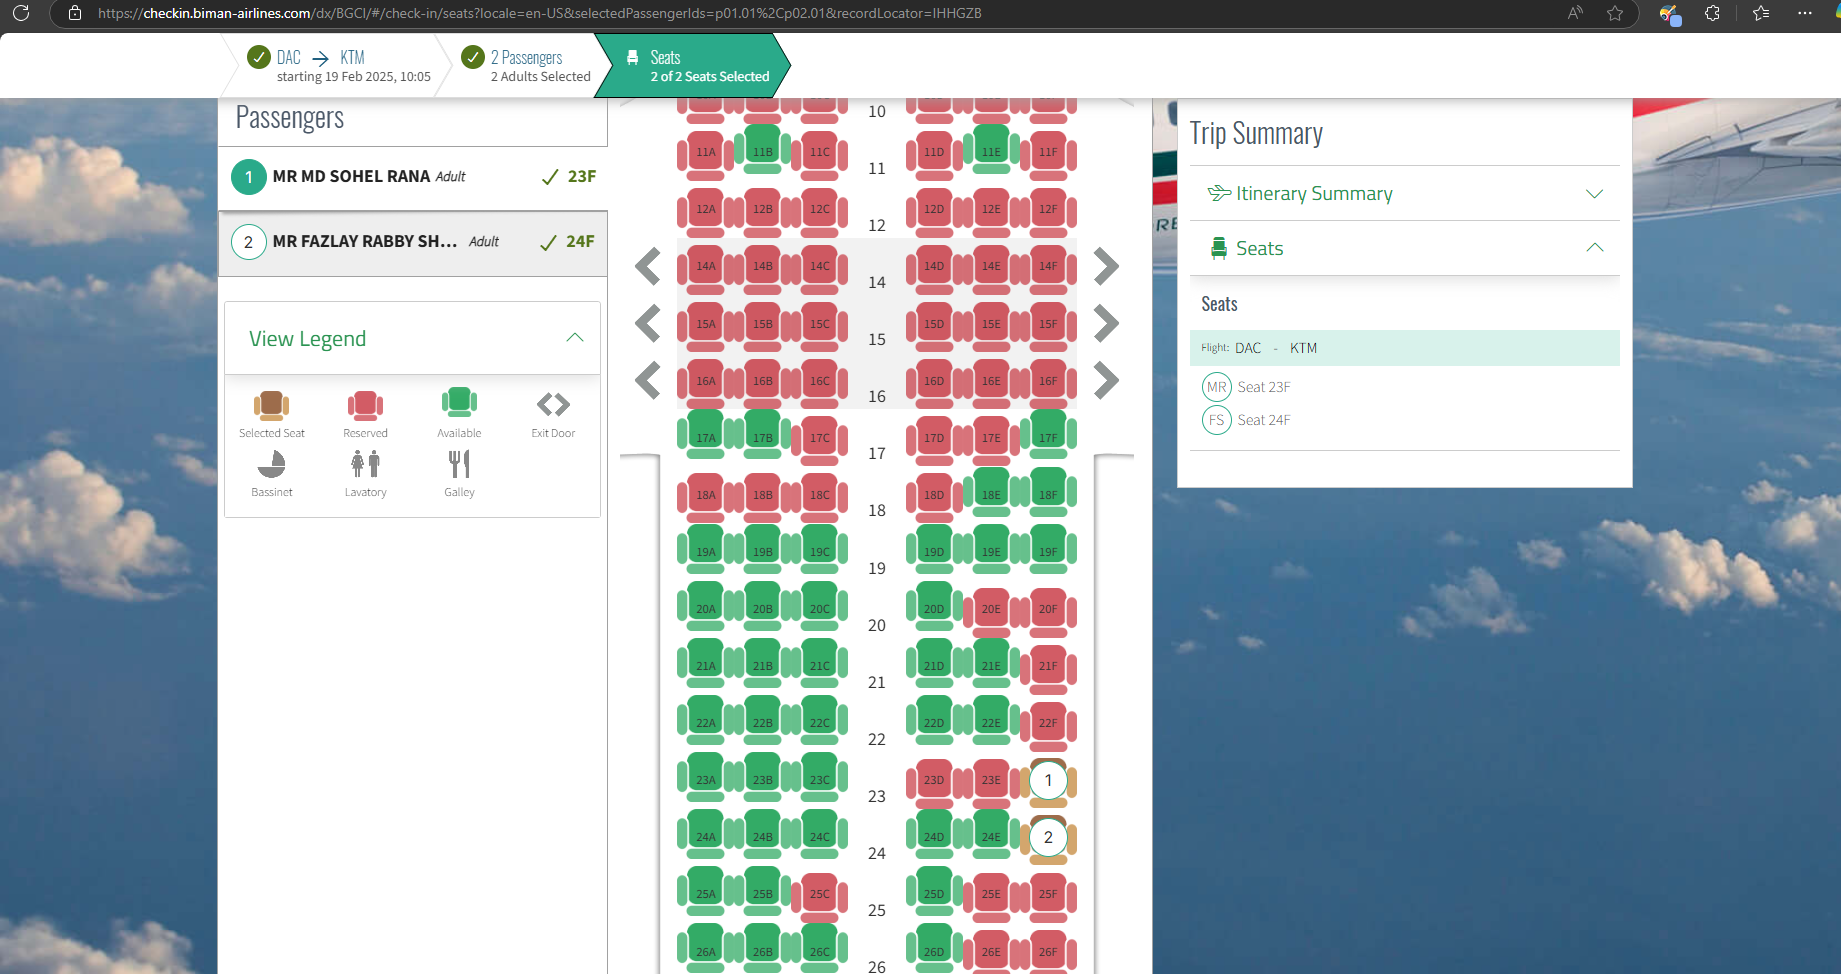 https://checkin.biman-airlines.com/dx/BGCI/#/check-in/seats?locale=en-US&selectedPassengerIds=p01.01%2Cp02.01&recordLocator=IHHGZB
DAC → KTM
starting 19 Feb 2025, 10:05
2 Passengers
2 Adults Selected
Seats
2 of 2 Seats Selected
Passengers
1 MR MD SOHEL RANA Adult 23F
2 MR FAZLAY RABBY SH... Adult 24F
View Legend
Selected Seat Reserved Available Exit Door
Bassinet Lavatory Galley
10
11A 11B 11C 11D 11E 11F
11
12A 12B 12C 12D 12E 12F
12
14A 14B 14C 14D 14E 14F
14
15A 15B 15C 15D 15E 15F
15
16A 16B 16C 16D 16E 16F
16
17A 17B 17C 17D 17E 17F
17
18A 18B 18C 18D 18E 18F
18
19A 19B 19C 19D 19E 19F
19
20A 20B 20C 20D 20E 20F
20
21A 21B 21C 21D 21E 21F
21
22A 22B 22C 22D 22E 22F
22
23A 23B 23C 23D 23E 1
23
24A 24B 24C 24D 24E 2
24
25A 25B 25C 25D 25E 25F
25
26A 26B 26C 26D 26E 26F
26
Trip Summary
Itinerary Summary
Seats
Seats
Flight: DAC - KTM
MR Seat 23F
FS Seat 24F